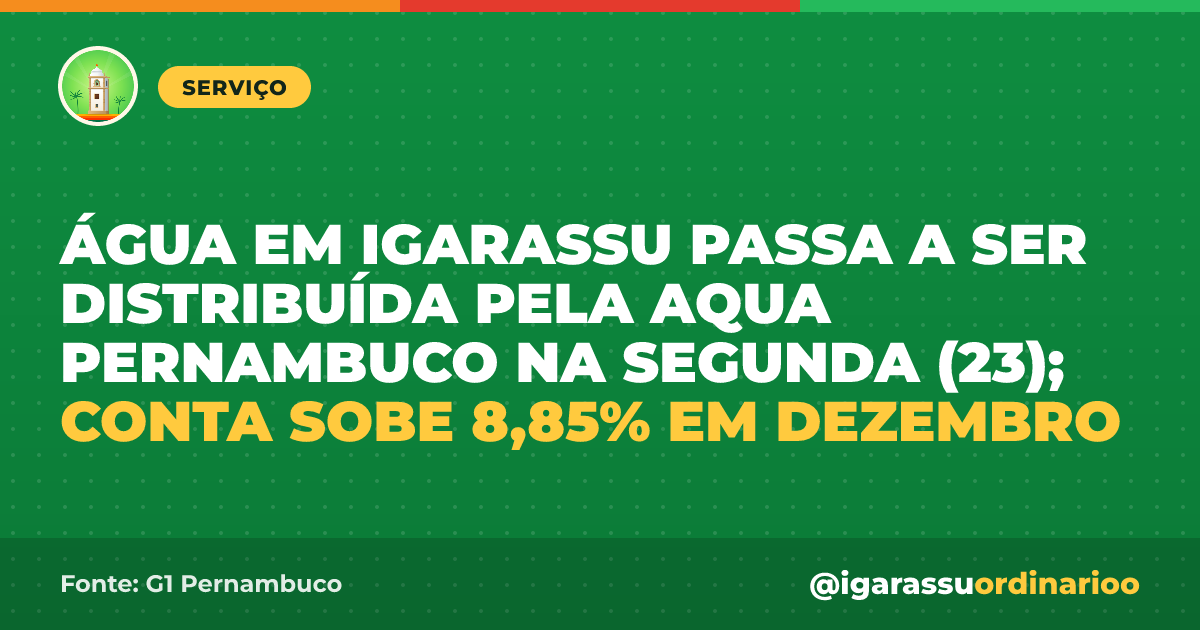 SERVIÇO
ÁGUA EM IGARASSU PASSA A SER
DISTRIBUÍDA PELA AQUA
PERNAMBUCO NA SEGUNDA (23);
CONTA SOBE 8,85% EM DEZEMBRO
Fonte: G1 Pernambuco
@igarassuordinarioo